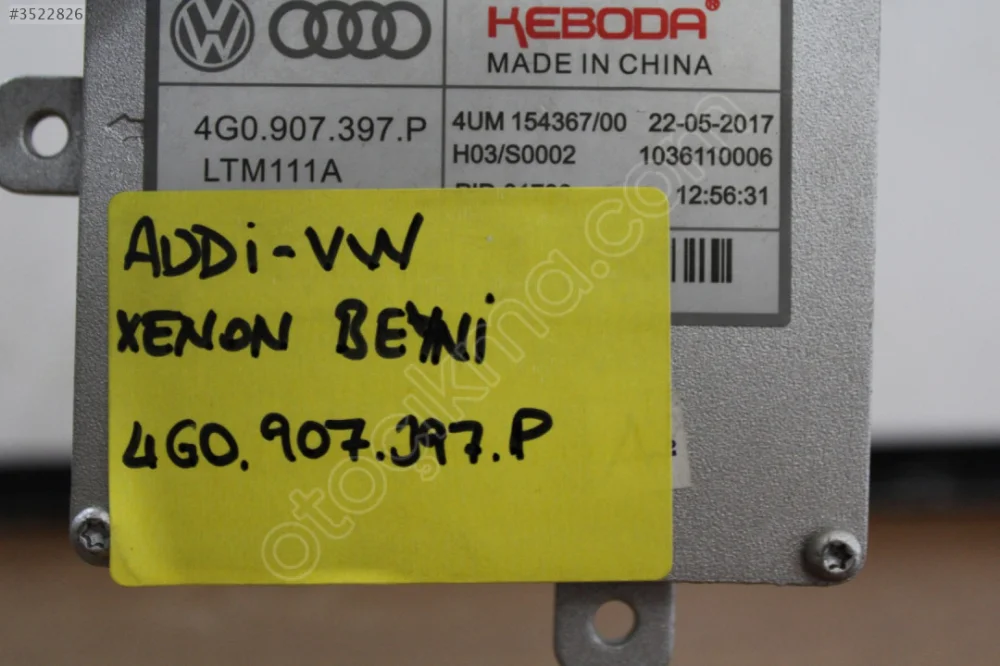 #3522826
KEBODA
MADE IN CHINA
4G0.907.397.P
LTM111A
4UM 154367/00 22-05-2017
H03/S0002 1036110006
12:56:31
AUDi-VW
XENON BEYNi
4G0.907.397.P
otocikma.com